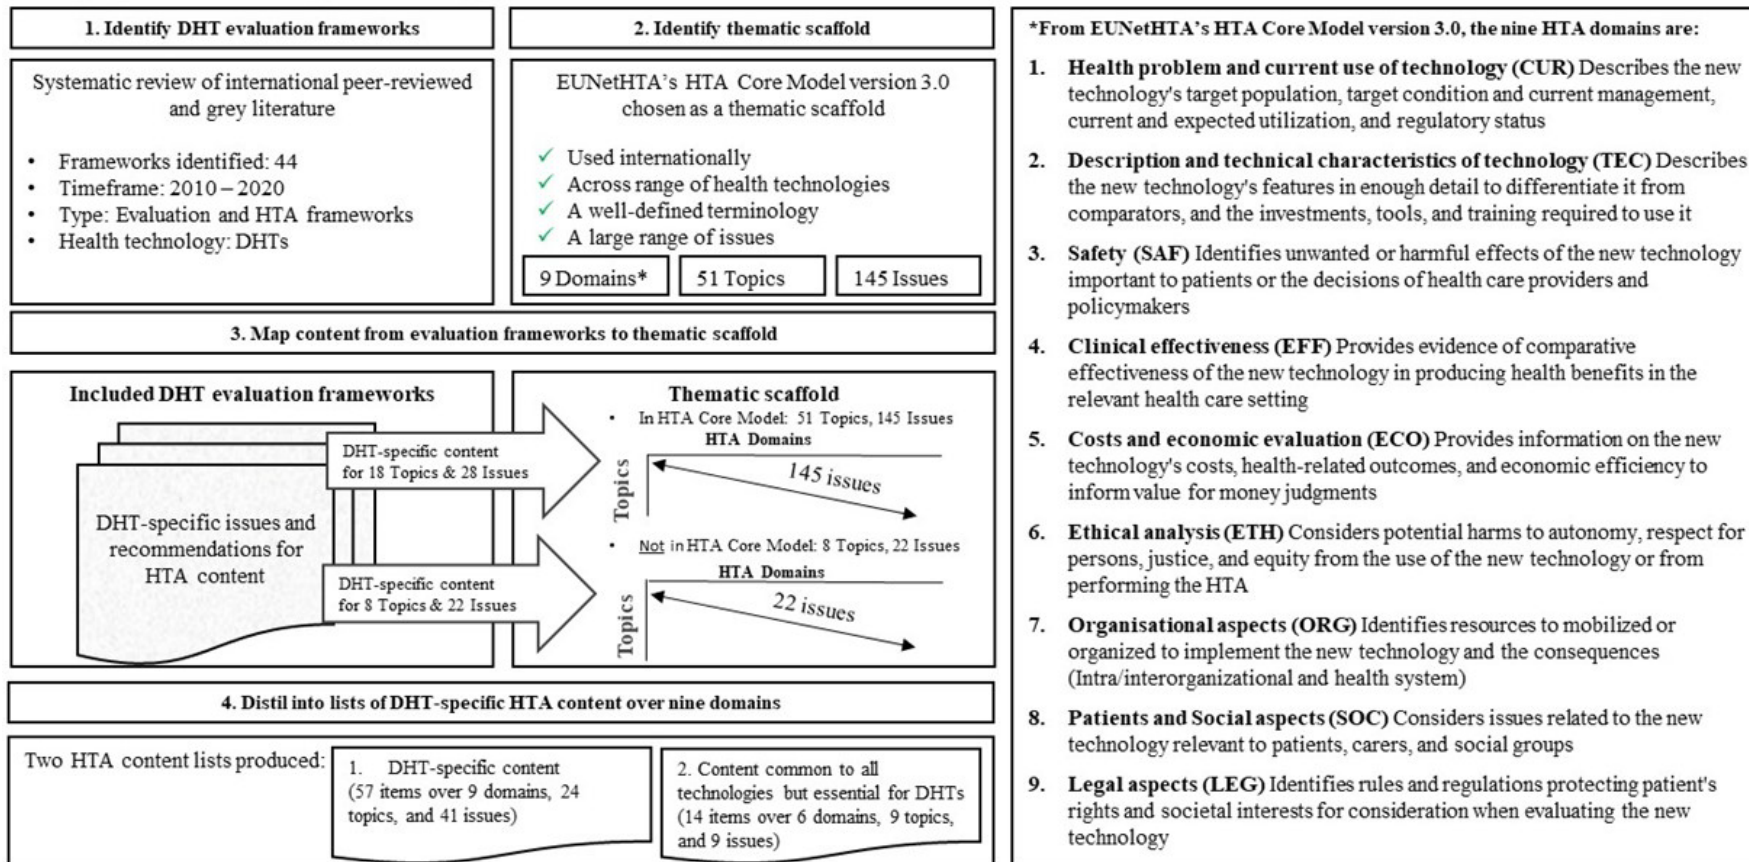 1. Identify DHT evaluation frameworks
Systematic review of international peer-reviewed
and grey literature
• Frameworks identified: 44
• Timeframe: 2010 – 2020
• Type: Evaluation and HTA frameworks
• Health technology: DHTs
2. Identify thematic scaffold
EUNetHTA's HTA Core Model version 3.0
chosen as a thematic scaffold
✓ Used internationally
✓ Across range of health technologies
✓ A well-defined terminology
✓ A large range of issues
9 Domains*
51 Topics
145 Issues
3. Map content from evaluation frameworks to thematic scaffold
Included DHT evaluation frameworks
DHT-specific issues and
recommendations for
HTA content
DHT-specific content
for 18 Topics & 28 Issues
DHT-specific content
for 8 Topics & 22 Issues
Thematic scaffold
• In HTA Core Model: 51 Topics, 145 Issues
HTA Domains
Topics
145 issues
• Not in HTA Core Model: 8 Topics, 22 Issues
HTA Domains
Topics
22 issues
4. Distil into lists of DHT-specific HTA content over nine domains
Two HTA content lists produced:
1. DHT-specific content
(57 items over 9 domains, 24
topics, and 41 issues)
2. Content common to all
technologies but essential for DHTs
(14 items over 6 domains, 9 topics,
and 9 issues)
*From EUNetHTA's HTA Core Model version 3.0, the nine HTA domains are:
1. Health problem and current use of technology (CUR) Describes the new
technology's target population, target condition and current management,
current and expected utilization, and regulatory status
2. Description and technical characteristics of technology (TEC) Describes
the new technology's features in enough detail to differentiate it from
comparators, and the investments, tools, and training required to use it
3. Safety (SAF) Identifies unwanted or harmful effects of the new technology
important to patients or the decisions of health care providers and
policymakers
4. Clinical effectiveness (EFF) Provides evidence of comparative
effectiveness of the new technology in producing health benefits in the
relevant health care setting
5. Costs and economic evaluation (ECO) Provides information on the new
technology's costs, health-related outcomes, and economic efficiency to
inform value for money judgments
6. Ethical analysis (ETH) Considers potential harms to autonomy, respect for
persons, justice, and equity from the use of the new technology or from
performing the HTA
7. Organisational aspects (ORG) Identifies resources to mobilized or
organized to implement the new technology and the consequences
(Intra/interorganizational and health system)
8. Patients and Social aspects (SOC) Considers issues related to the new
technology relevant to patients, carers, and social groups
9. Legal aspects (LEG) Identifies rules and regulations protecting patient's
rights and societal interests for consideration when evaluating the new
technology